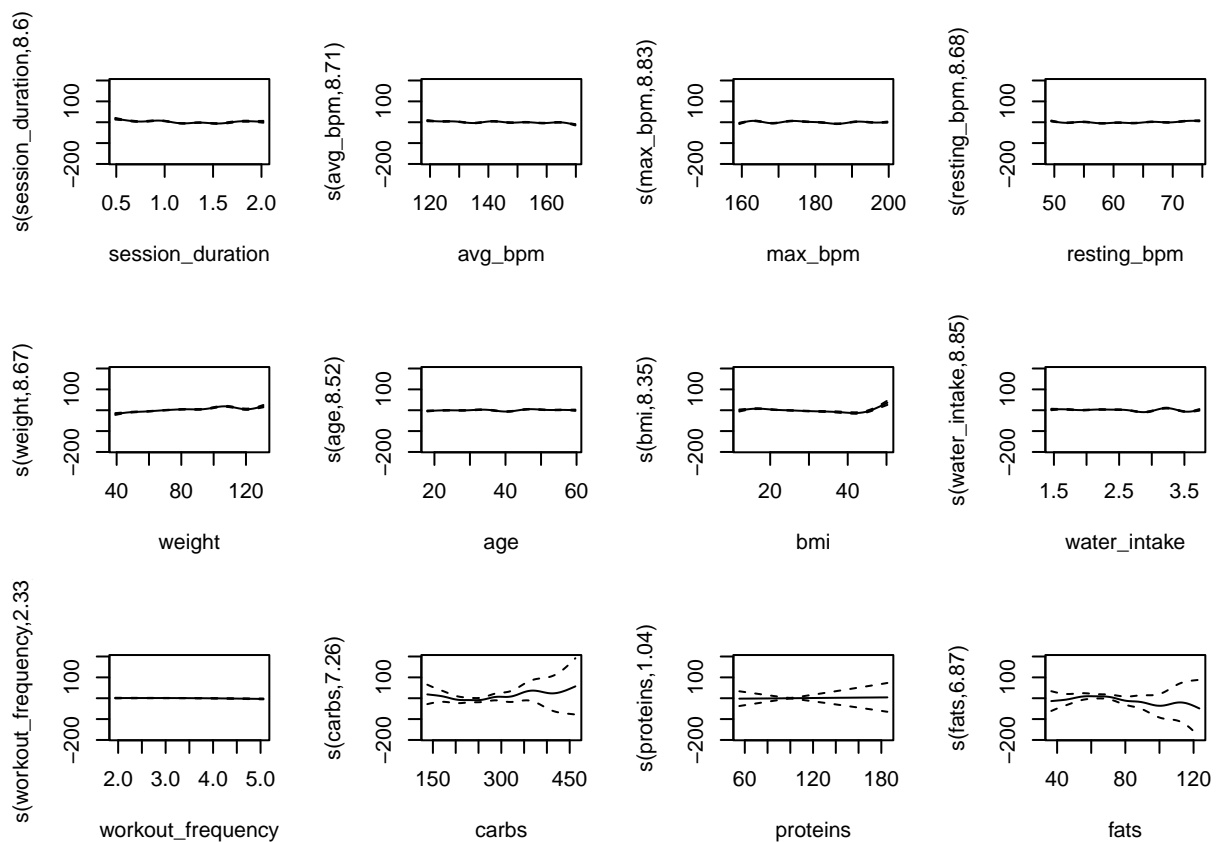 s(session_duration,8.6)
−200 100
0.5 1.0 1.5 2.0
session_duration
s(avg_bpm,8.71)
−200 100
120 140 160
avg_bpm
s(max_bpm,8.83)
−200 100
160 180 200
max_bpm
s(resting_bpm,8.68)
−200 100
50 60 70
resting_bpm
s(weight,8.67)
−200 100
40 80 120
weight
s(age,8.52)
−200 100
20 30 40 50 60
age
s(bmi,8.35)
−200 100
20 40
bmi
s(water_intake,8.85)
−200 100
1.5 2.5 3.5
water_intake
s(workout_frequency,2.33
−200 100
2.0 3.0 4.0 5.0
workout_frequency
s(carbs,7.26)
−200 100
150 300 450
carbs
s(proteins,1.04)
−200 100
60 120 180
proteins
s(fats,6.87)
−200 100
40 80 120
fats